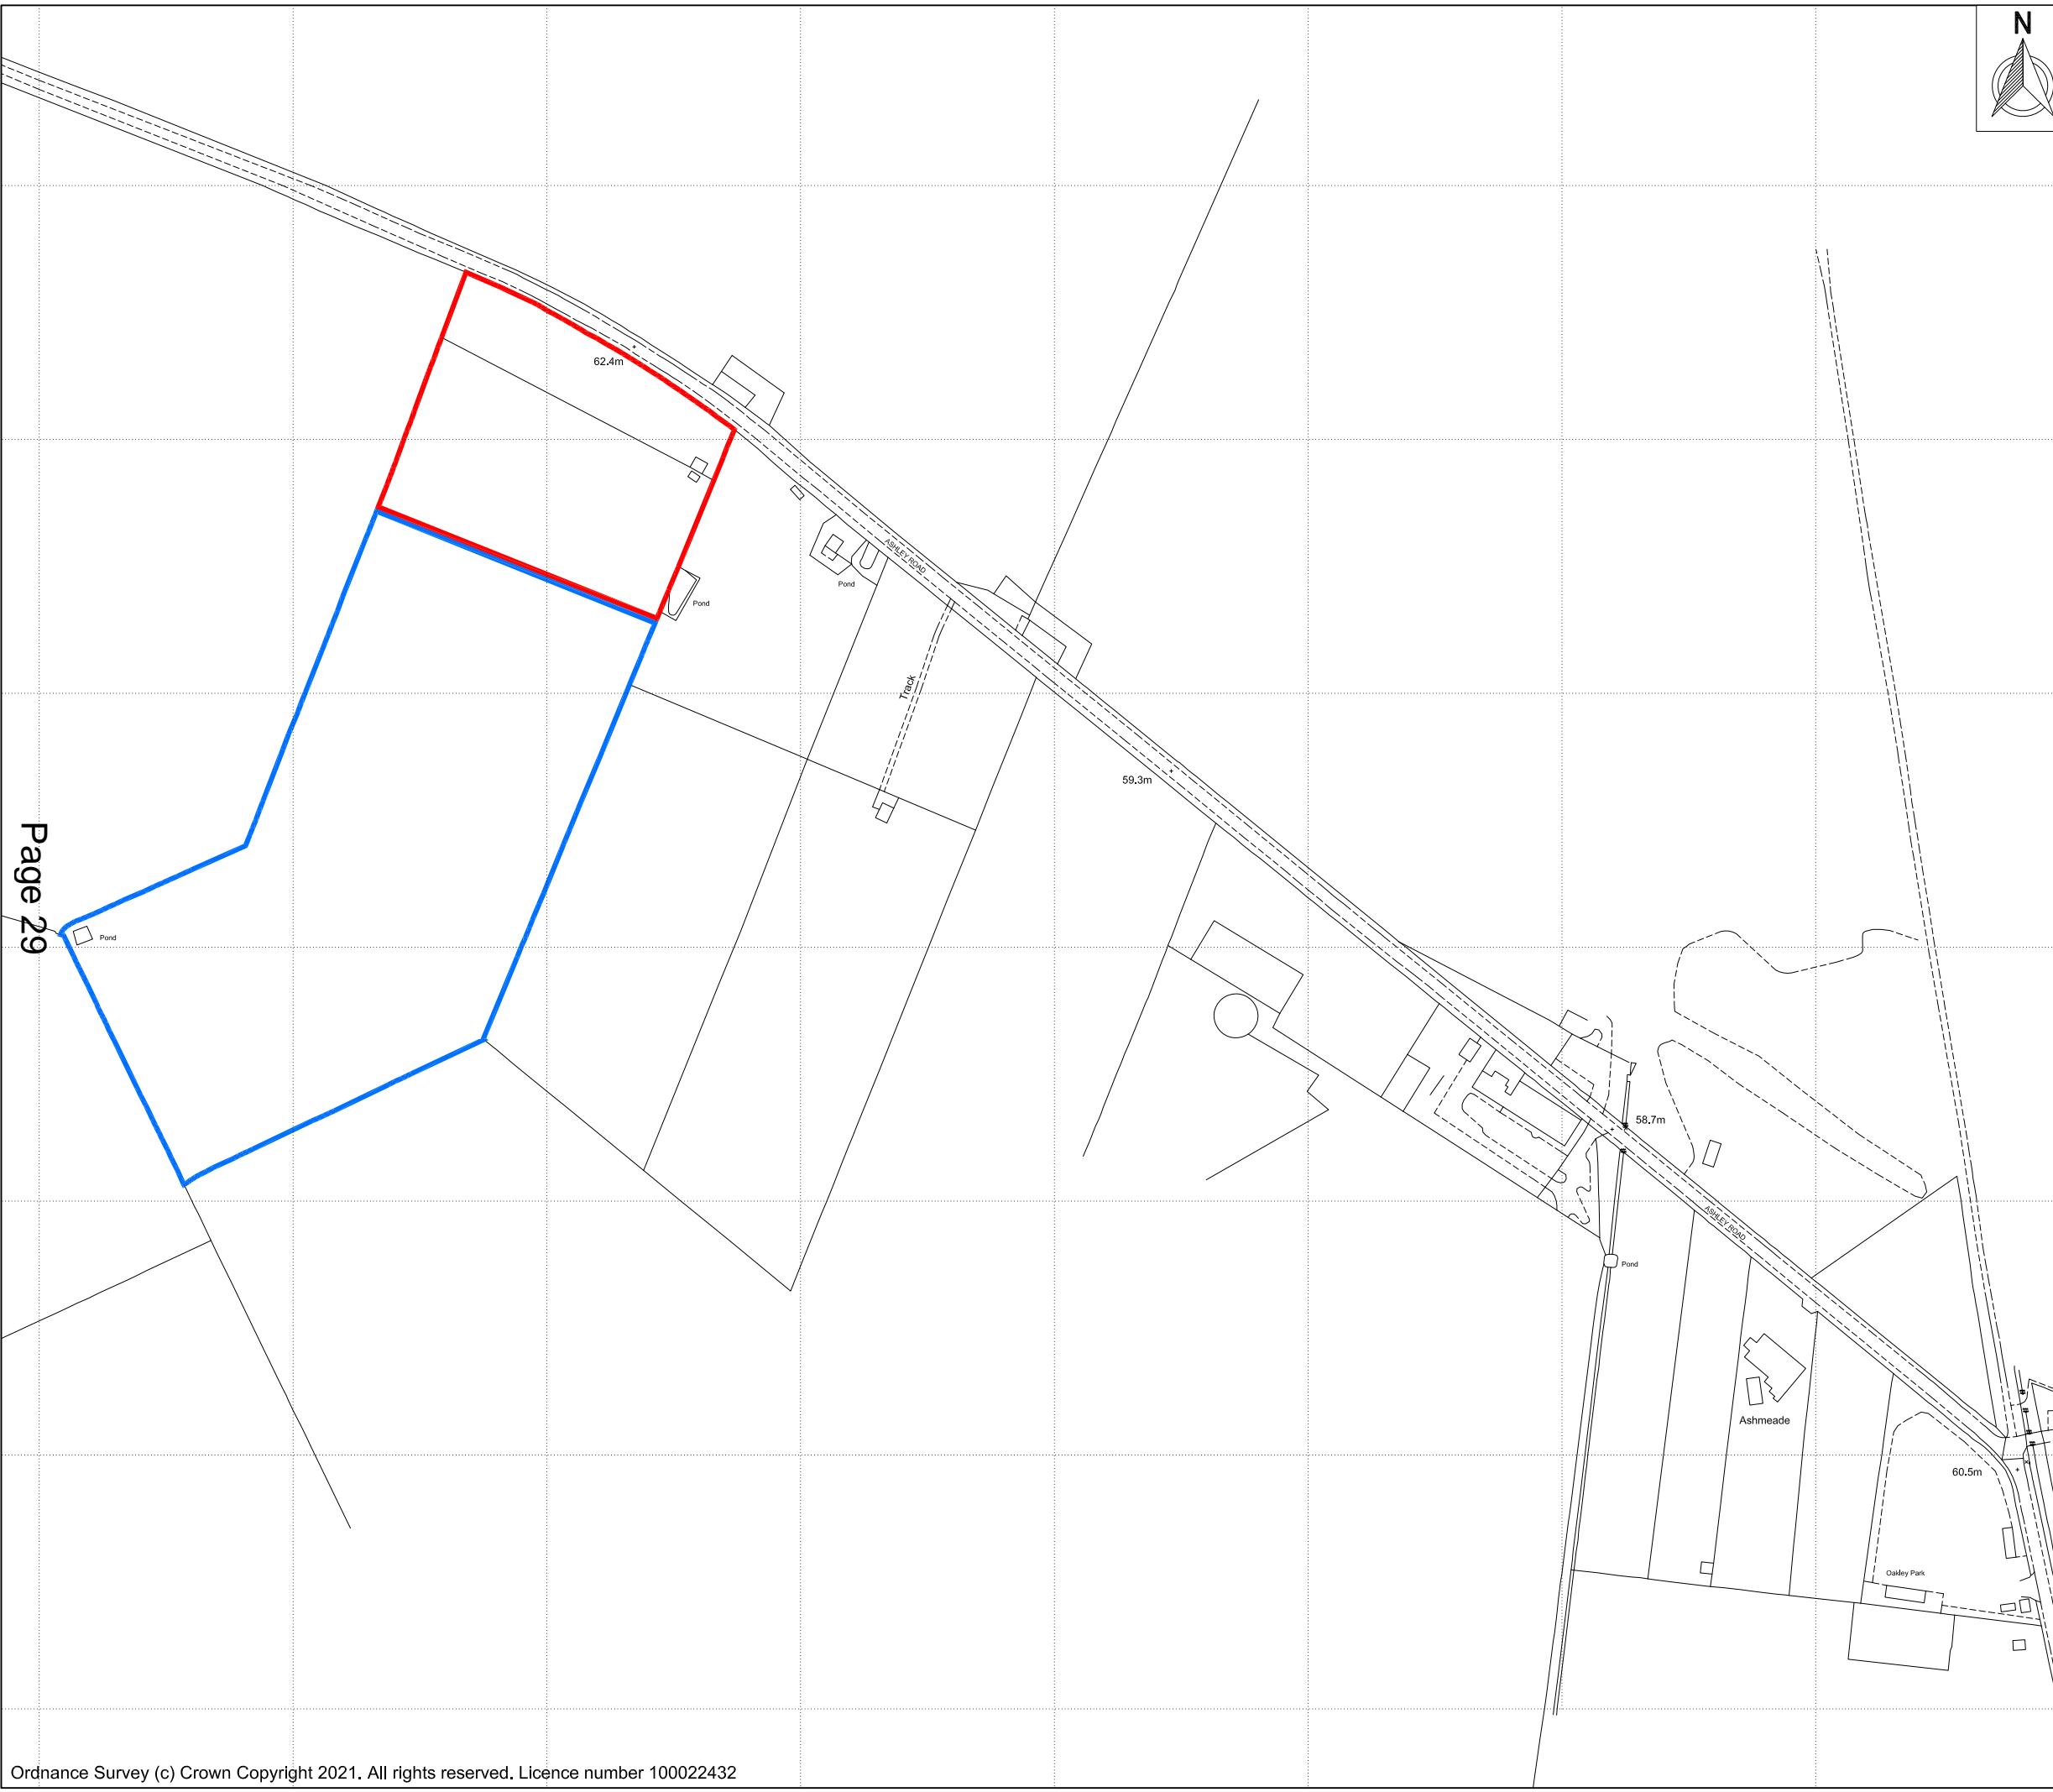 N
62.4m
ASHLEY ROAD
Pond
Pond
Track
59.3m
Page 29
Pond
58.7m
ASHLEY ROAD
Pond
Ashmeade
60.5m
Oakley Park
Ordnance Survey (c) Crown Copyright 2021. All rights reserved. Licence number 100022432